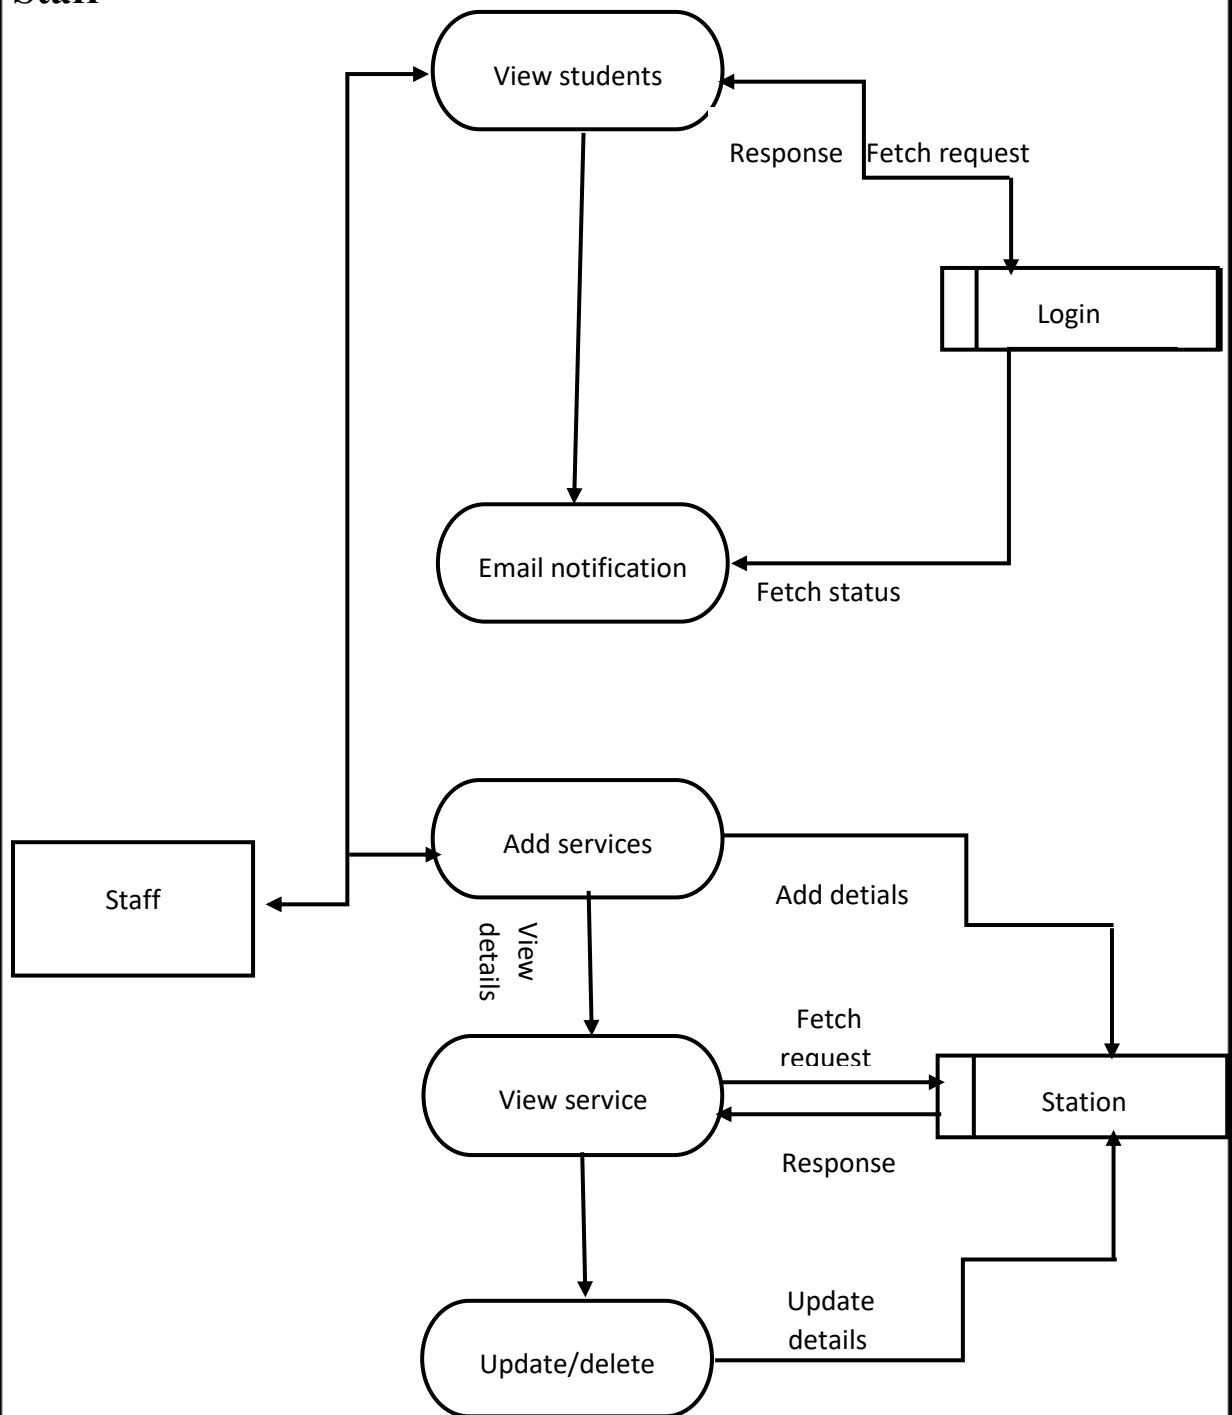 Staff
View students
Response
Fetch request
Login
Email notification
Fetch status
Add services
Staff
Add detials
View
details
Fetch
request
View service
Station
Response
Update
details
Update/delete